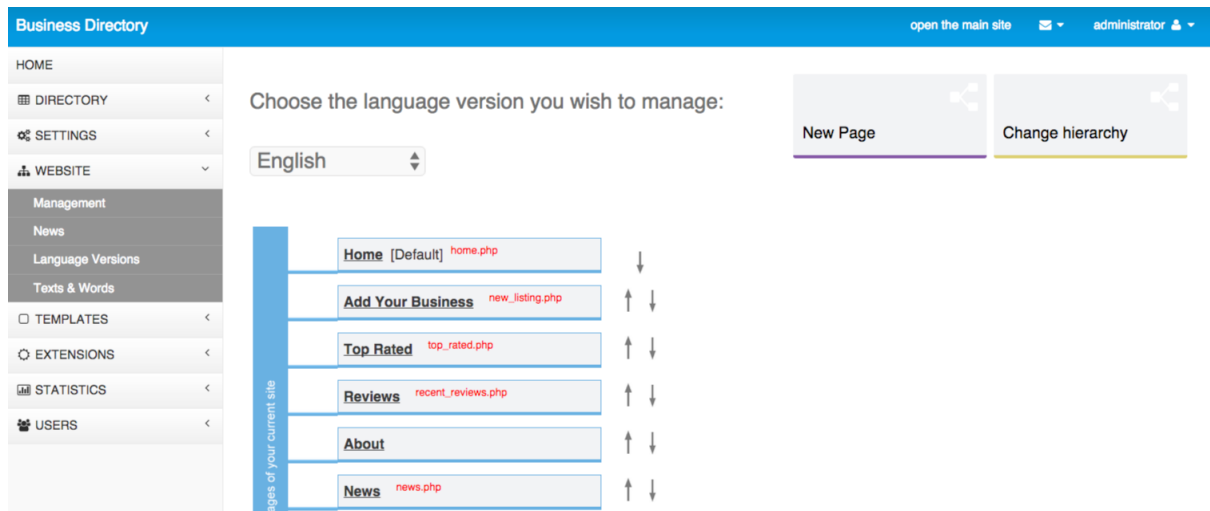 Business Directory
open the main site
administrator
HOME
DIRECTORY
SETTINGS
WEBSITE
Management
News
Language Versions
Texts & Words
TEMPLATES
EXTENSIONS
STATISTICS
USERS
Choose the language version you wish to manage:
English
New Page
Change hierarchy
of your current site
Home [Default] home.php
Add Your Business new_listing.php
Top Rated top_rated.php
Reviews recent_reviews.php
About
News news.php